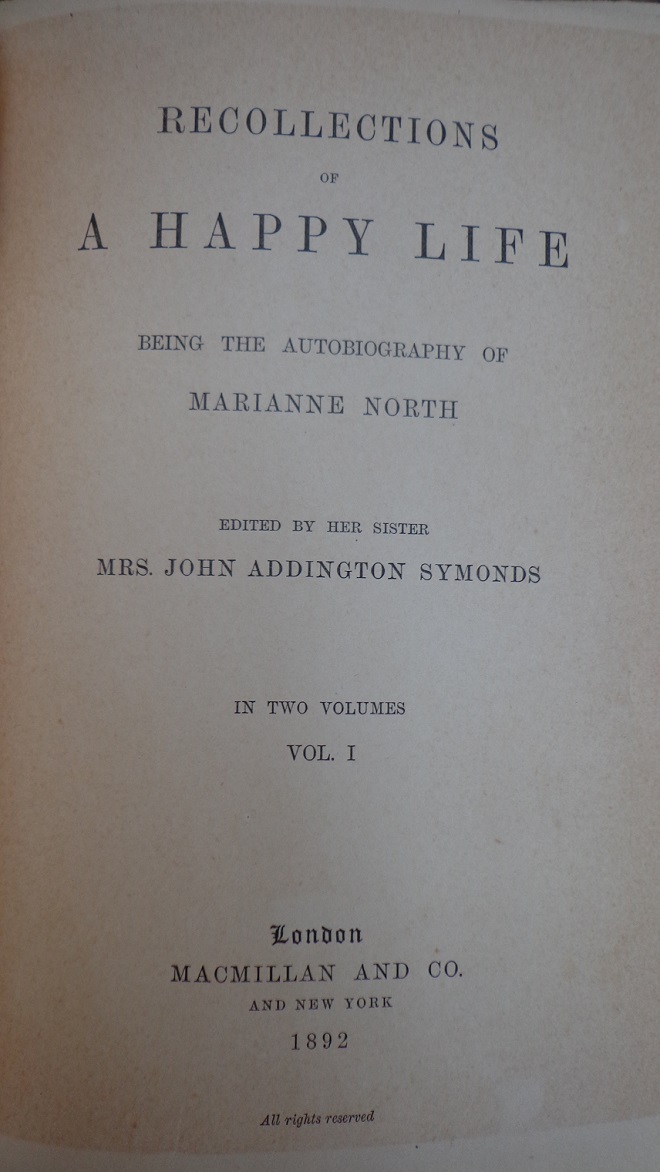 RECOLLECTIONS
OF
A HAPPY LIFE
BEING THE AUTOBIOGRAPHY OF
MARIANNE NORTH
EDITED BY HER SISTER
MRS. JOHN ADDINGTON SYMONDS
IN TWO VOLUMES
VOL. I
London
MACMILLAN AND CO.
AND NEW YORK
1892
All rights reserved